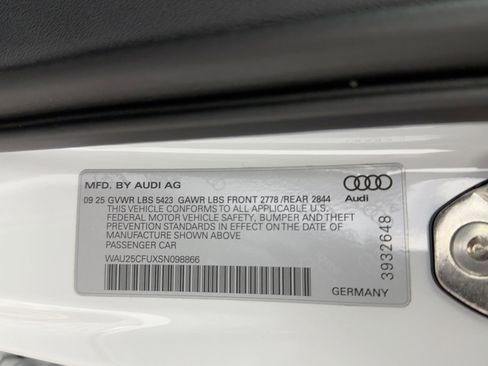 MFD. BY AUDI AG
Audi
09 25 GVWR LBS 5423 GAWR LBS FRONT 2778 /REAR 2844
THIS VEHICLE CONFORMS TO ALL APPLICABLE U.S.
FEDERAL MOTOR VEHICLE SAFETY, BUMPER AND THEFT
PREVENTION STANDARDS IN EFFECT ON THE DATE OF
MANUFACTURE SHOWN ABOVE
PASSENGER CAR
WAU25CFUXSN098866
3932648
GERMANY